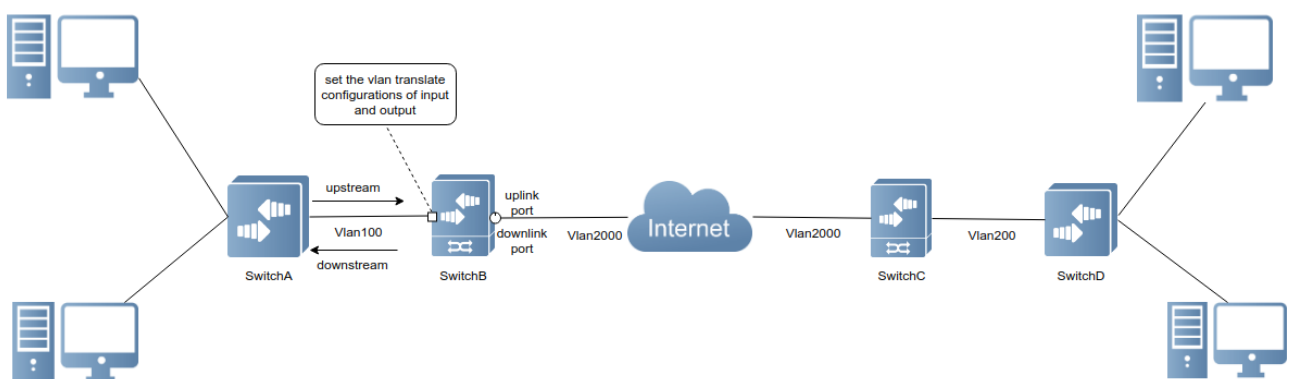 set the vlan translate
configurations of input
and output
upstream
Vlan100
downstream
SwitchA
SwitchB
uplink
port
downlink
port
Vlan2000
Internet
Vlan2000
SwitchC
Vlan200
SwitchD